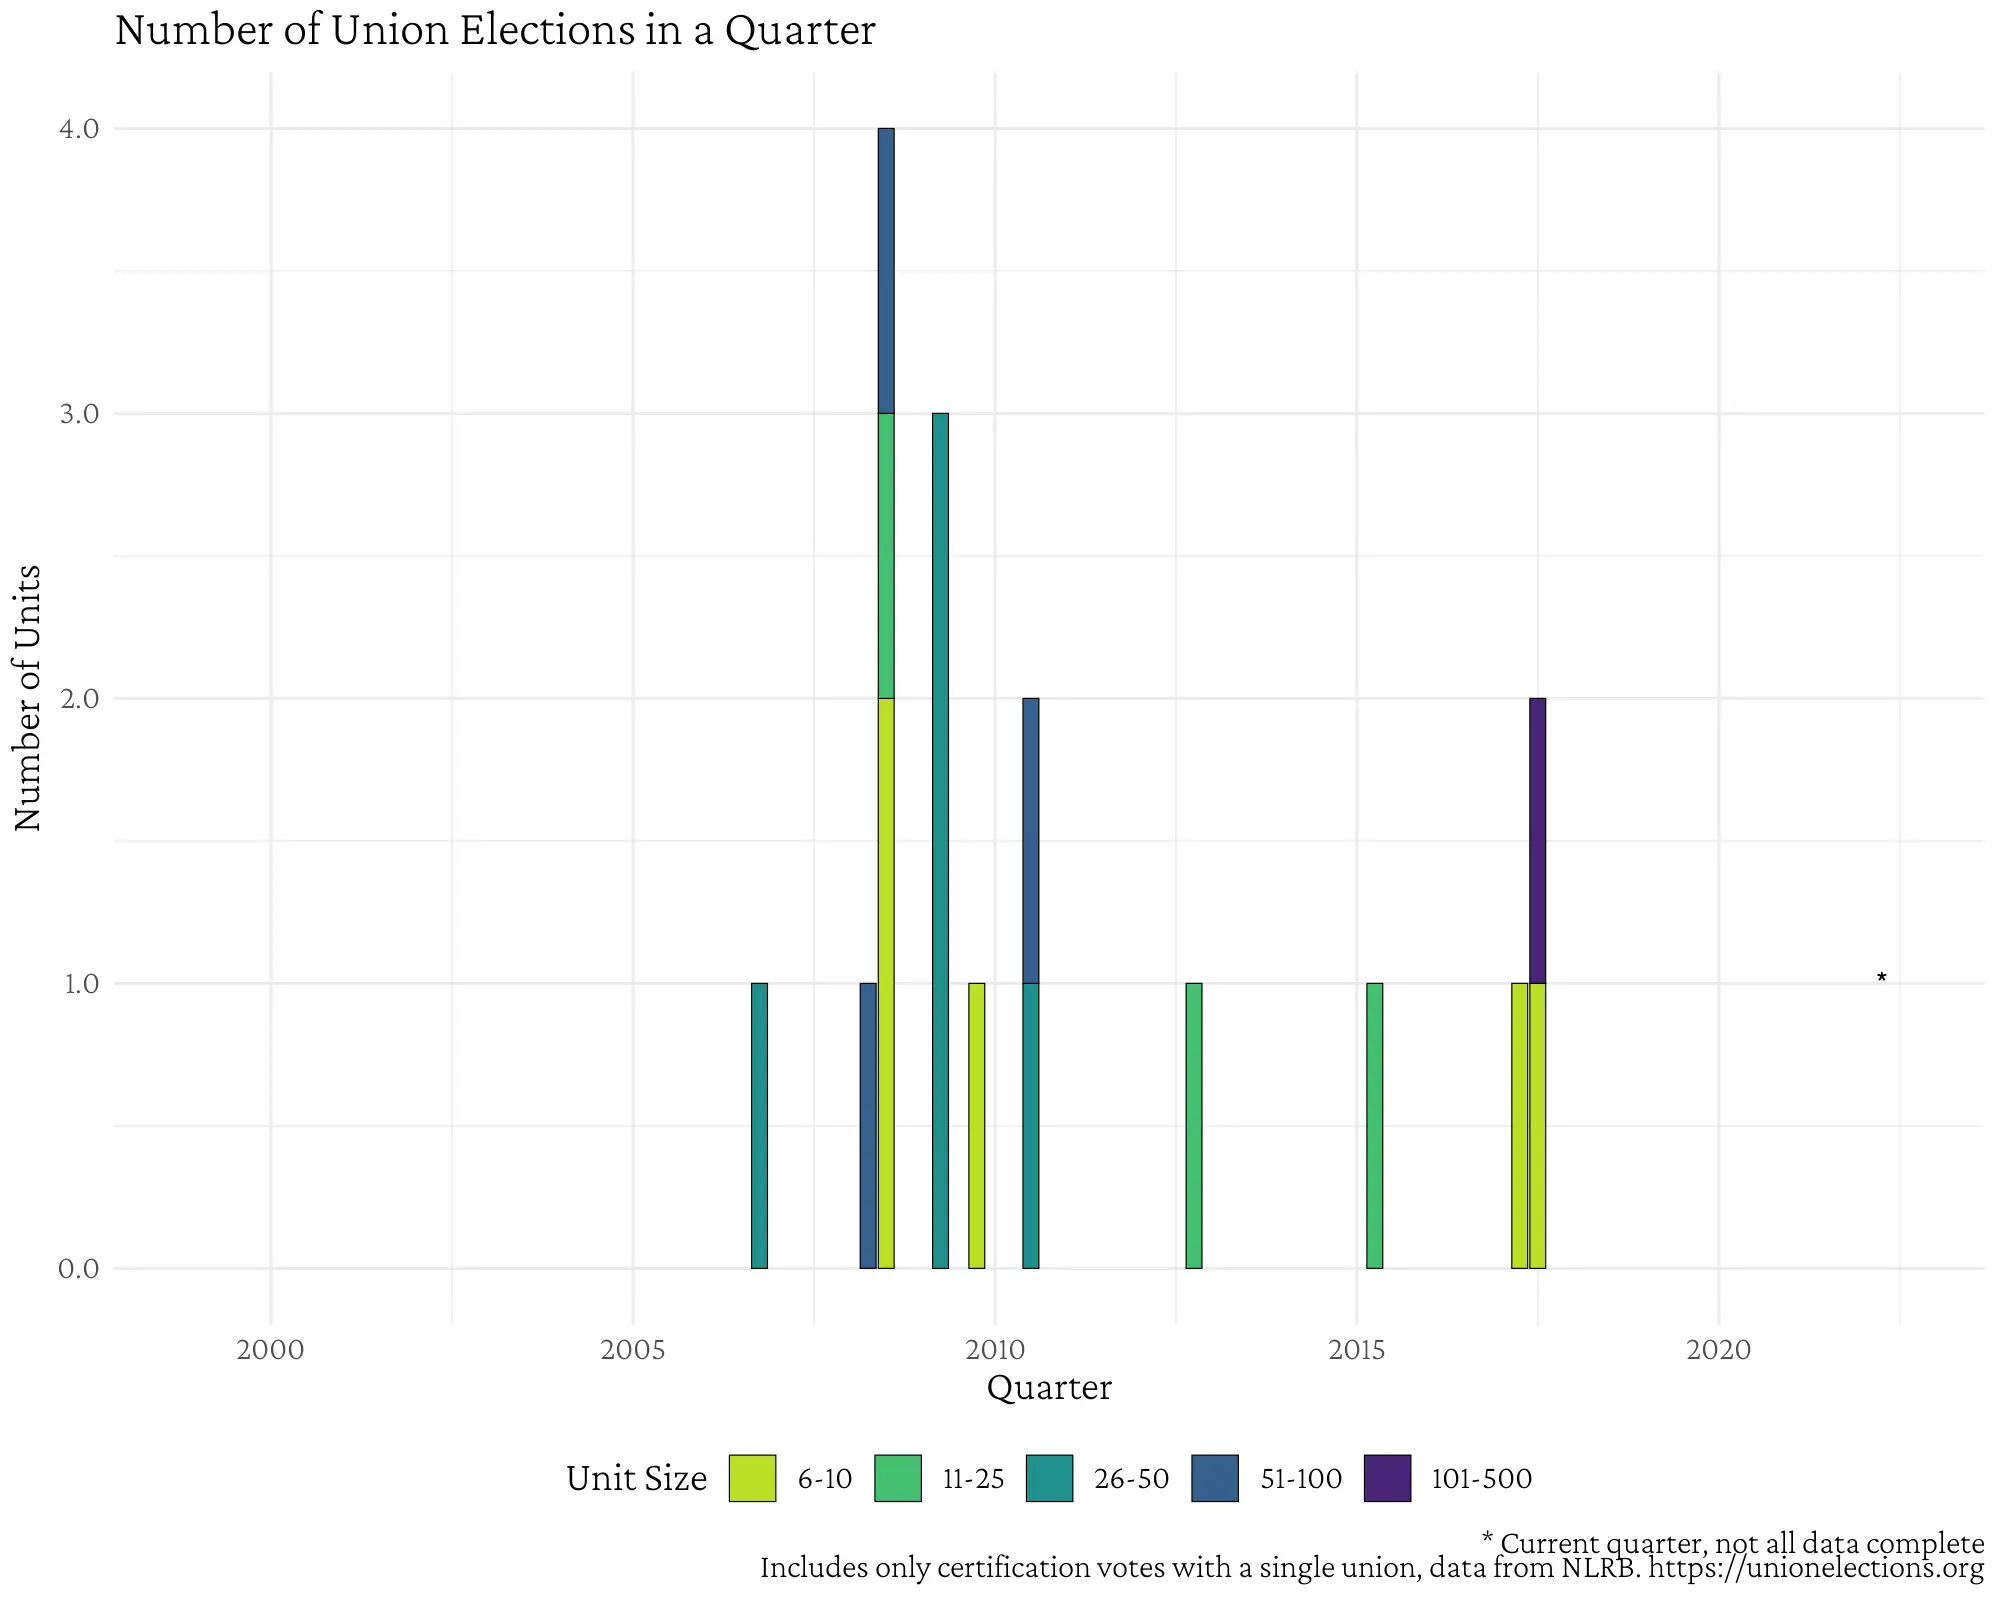 Number of Union Elections in a Quarter
Number of Units
4.0
3.0
2.0
1.0
0.0
*
2000 2005 2010 2015 2020
Quarter
Unit Size 6-10 11-25 26-50 51-100 101-500
* Current quarter, not all data complete
Includes only certification votes with a single union, data from NLRB. https://unionelections.org